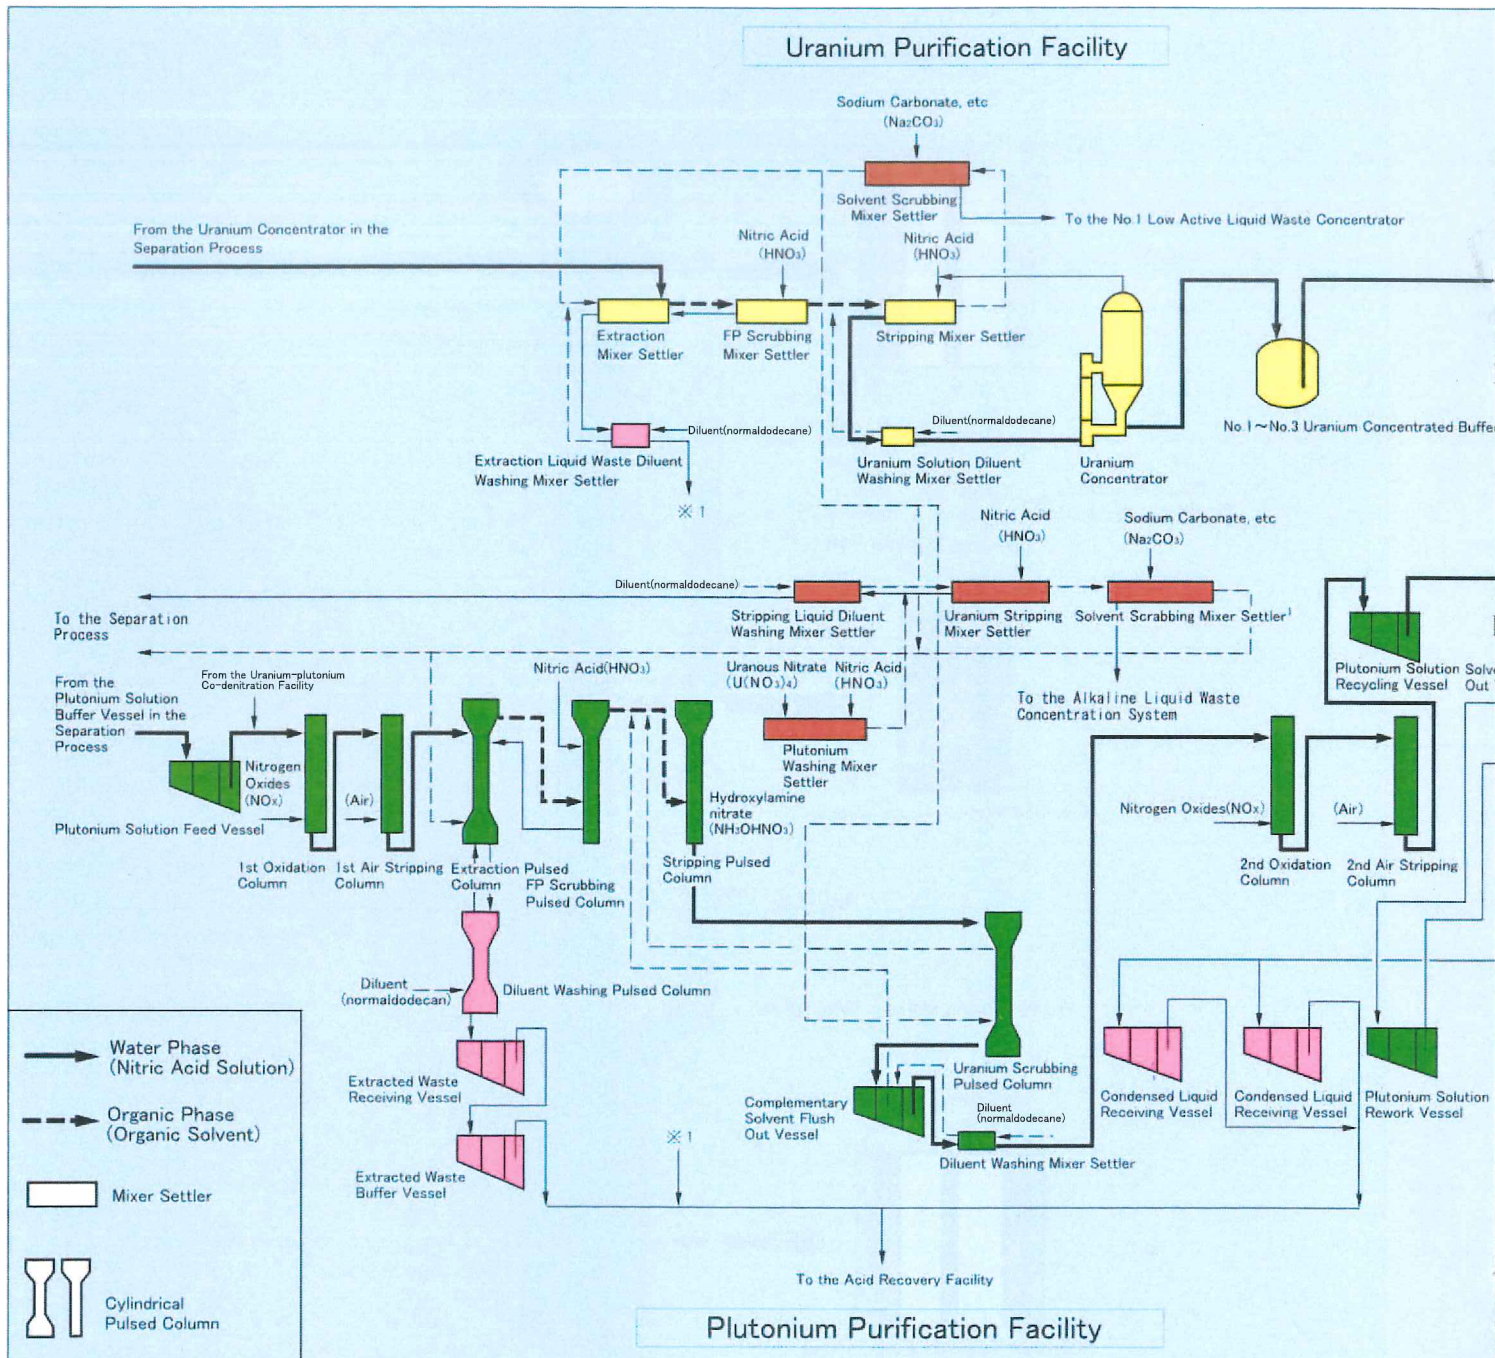 Uranium Purification Facility
Sodium Carbonate, etc
(Na₂CO₃)
Solvent Scrubbing
Mixer Settler
To the No.1 Low Active Liquid Waste Concentrator
From the Uranium Concentrator in the
Separation Process
Nitric Acid
(HNO₃)
Nitric Acid
(HNO₃)
Extraction
Mixer Settler
FP Scrubbing
Mixer Settler
Stripping Mixer Settler
Diluent(normaldodecane)
Diluent(normaldodecane)
No.1～No.3 Uranium Concentrated Buffe
Extraction Liquid Waste Diluent
Washing Mixer Settler
Uranium Solution Diluent
Washing Mixer Settler
Uranium
Concentrator
※ 1
Nitric Acid
(HNO₃)
Sodium Carbonate, etc
(Na₂CO₃)
Diluent(normaldodecane)
To the Separation
Process
Stripping Liquid Diluent
Washing Mixer Settler
Uranium Stripping
Mixer Settler
Solvent Scrabbing Mixer Settler¹
From the
Plutonium Solution
Buffer Vessel in the
Separation
Process
From the Uranium-plutonium
Co-denitration Facility
Nitric Acid(HNO₃)
Uranous Nitrate
(U(NO₃)₄)
Nitric Acid
(HNO₃)
To the Alkaline Liquid Waste
Concentration System
Plutonium Solution
Recycling Vessel
Solve
Out
Plutonium
Washing Mixer
Settler
Nitrogen
Oxides
(NOx)
(Air)
Plutonium Solution Feed Vessel
Hydroxylamine
nitrate
(NH₃OHNO₃)
Nitrogen Oxides(NOx)
(Air)
1st Oxidation
Column
1st Air Stripping
Column
Extraction Pulsed
Column
FP Scrubbing
Pulsed Column
Stripping Pulsed
Column
2nd Oxidation
Column
2nd Air Stripping
Column
Diluent
(normaldodecan)
Diluent Washing Pulsed Column
Water Phase
(Nitric Acid Solution)
Organic Phase
(Organic Solvent)
Mixer Settler
Cylindrical
Pulsed Column
Extracted Waste
Receiving Vessel
Extracted Waste
Buffer Vessel
Uranium Scrubbing
Pulsed Column
Complementary
Solvent Flush
Out Vessel
Diluent
(normaldodecane)
Diluent Washing Mixer Settler
Condensed Liquid
Receiving Vessel
Condensed Liquid
Receiving Vessel
Plutonium Solution
Rework Vessel
※ 1
To the Acid Recovery Facility
Plutonium Purification Facility